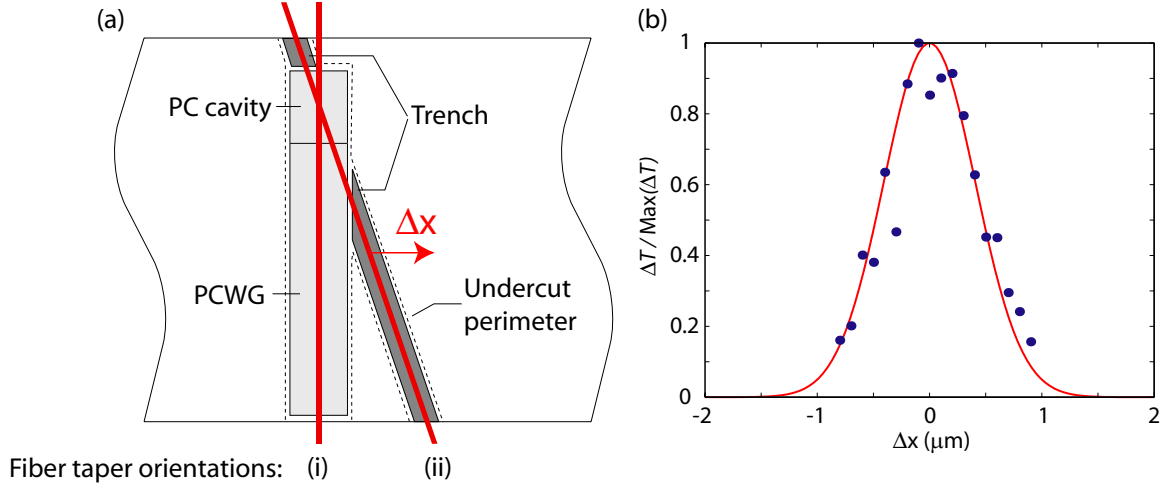 (a)
PC cavity
Trench
Δx
PCWG
Undercut
perimeter
Fiber taper orientations: (i) (ii)
(b)
ΔT / Max(ΔT)
1
0.8
0.6
0.4
0.2
0
-2 -1 0 1 2
Δx (μm)